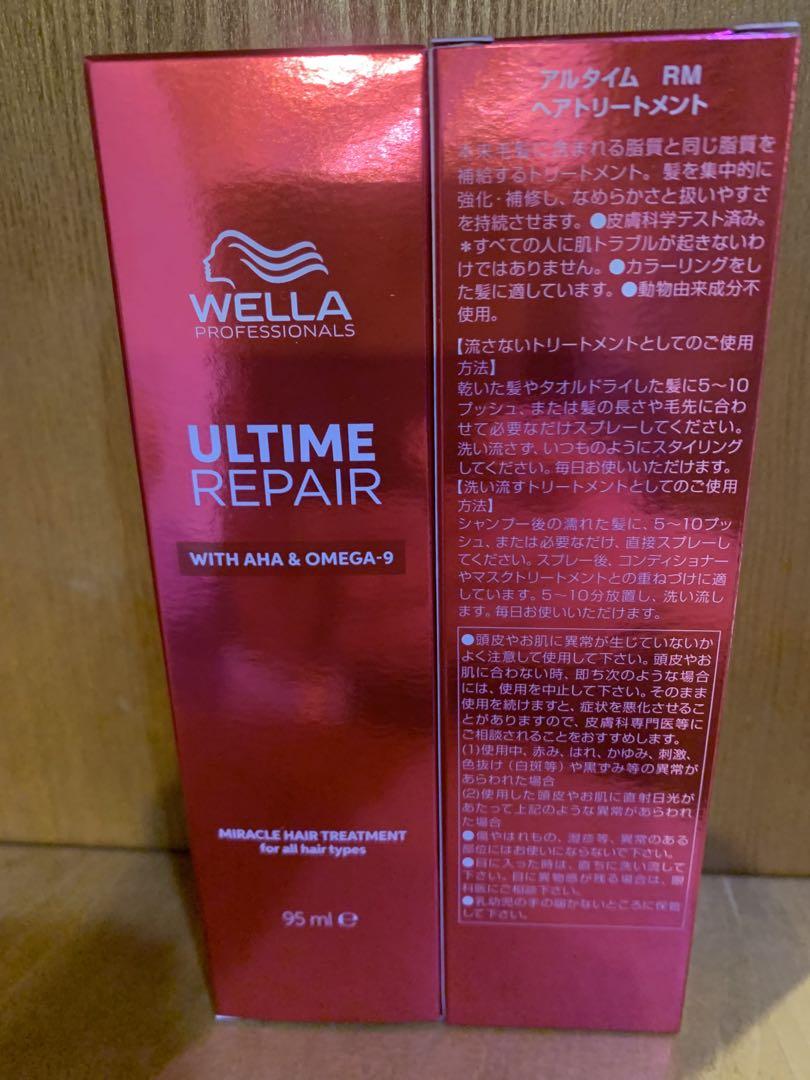 WELLA
PROFESSIONALS
ULTIME
REPAIR
WITH AHA & OMEGA-9
MIRACLE HAIR TREATMENT
for all hair types
95 ml ℮
アルタイム RM
ヘアトリートメント
本来毛髪に含まれる脂質と同じ脂質を
補給するトリートメント。髪を集中的に
強化・補修し、なめらかさと扱いやすさ
を持続させます。●皮膚科学テスト済み。
*すべての人に肌トラブルが起きないわ
けではありません。●カラーリングをし
た髪に適しています。●動物由来成分不
使用。
【流さないトリートメントとしてのご使用
方法】
乾いた髪やタオルドライした髪に5〜10
プッシュ、または髪の長さや毛先に合わ
せて必要なだけスプレーしてください。
洗い流さず、いつものようにスタイリング
してください。毎日お使いいただけます。
【洗い流すトリートメントとしてのご使用
方法】
シャンプー後の濡れた髪に、5〜10プッ
シュ、または必要なだけ、直接スプレーし
てください。スプレー後、コンディショナー
やマスクトリートメントとの重ねづけに適
しています。5〜10分放置し、洗い流し
ます。毎日お使いいただけます。
●頭皮やお肌に異常が生じていないか
よく注意して使用して下さい。頭皮やお
肌に合わない時、即ち次のような場合
には、使用を中止して下さい。そのまま
使用を続けますと、症状を悪化させるこ
とがありますので、皮膚科専門医等に
ご相談されることをおすすめします。
(1)使用中、赤み、はれ、かゆみ、刺激、
色抜け(白斑等)や黒ずみ等の異常が
あらわれた場合
(2)使用した頭皮やお肌に直射日光が
あたって上記のような異常があらわれ
た場合
●傷やはれもの、湿疹等、異常のある
部位にはお使いにならないで下さい。
●目に入った時は、直ちに洗い流して
下さい。目に異物感が残る場合は、眼
科医にご相談下さい。
●乳幼児の手の届かないところに保管
して下さい。